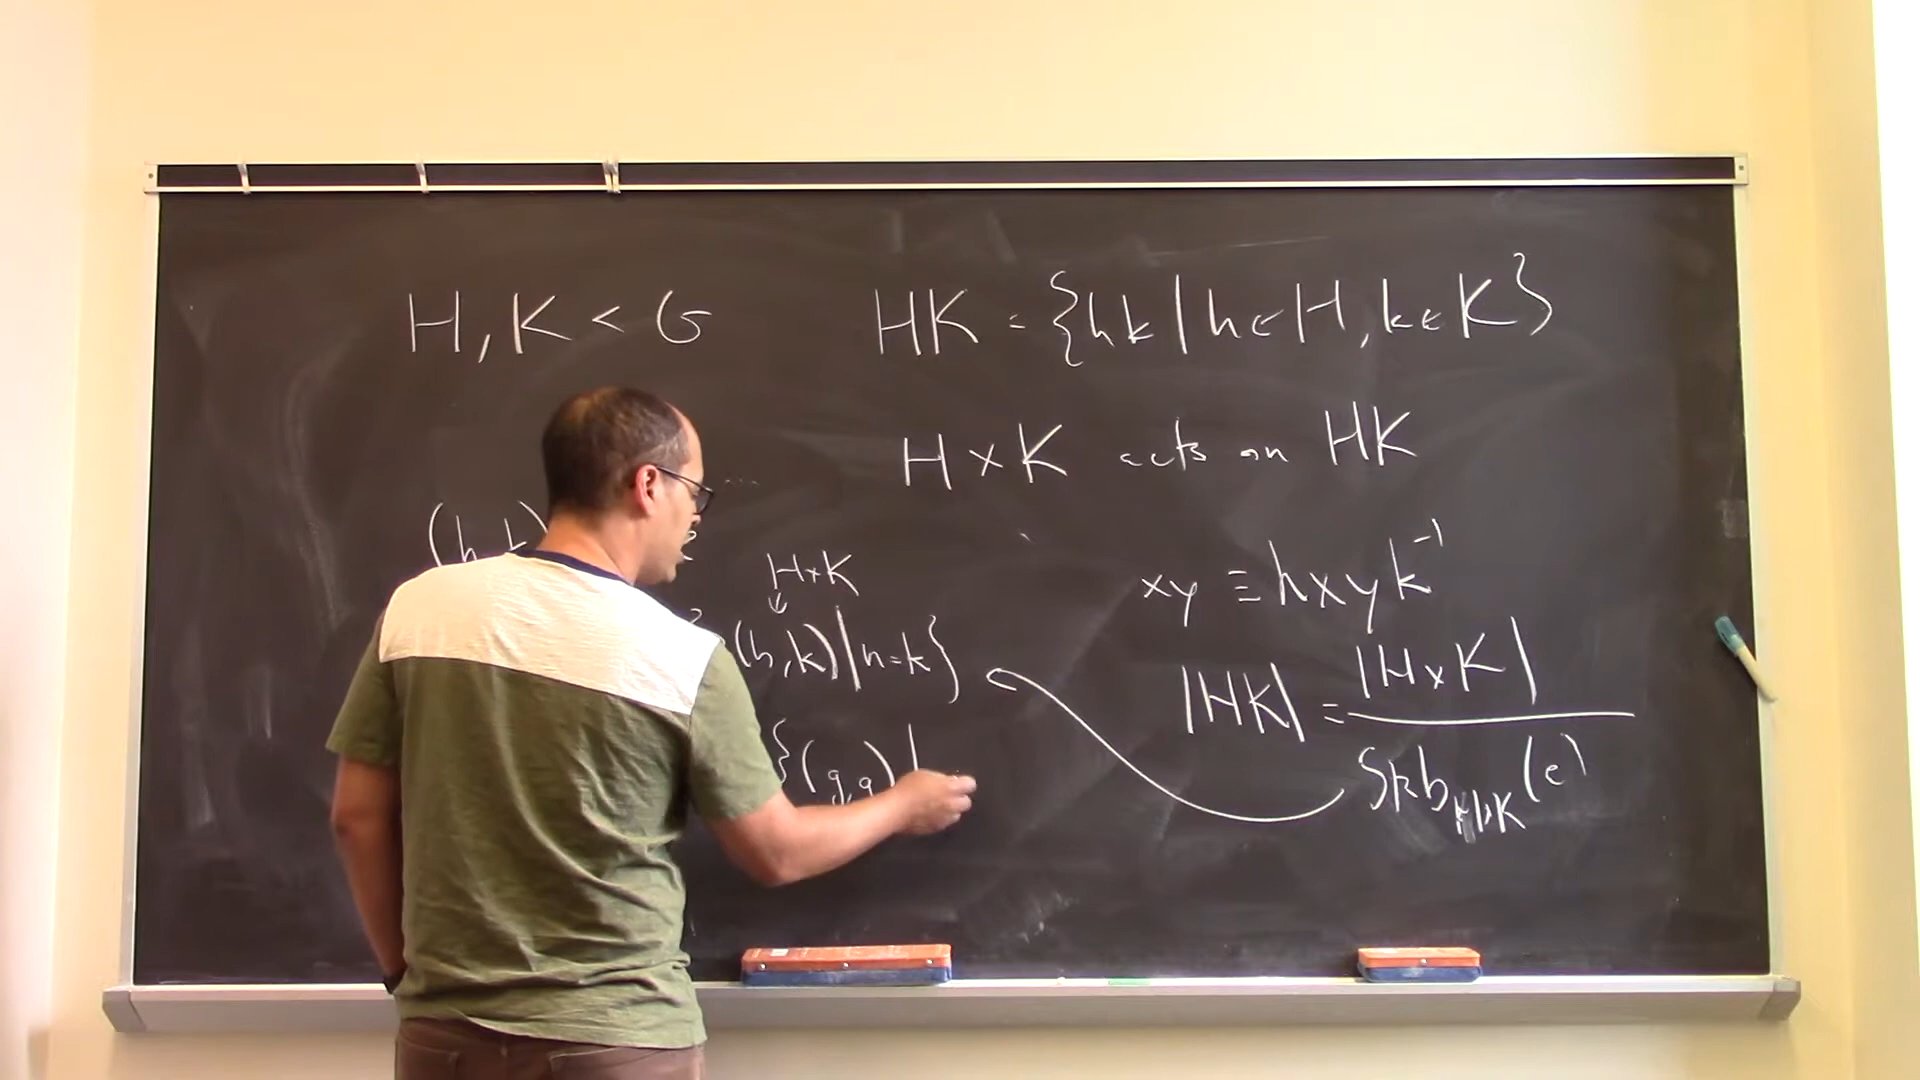 H, K < G
HK = {hk | h ∈ H, k ∈ K}
H × K acts on HK
(h, k)
H×K
↓
(h, k) | h = k}
{(g, g) |
xy ≡ hxyk⁻¹
|HK| = |H×K|
Stab_{H×K}(e)